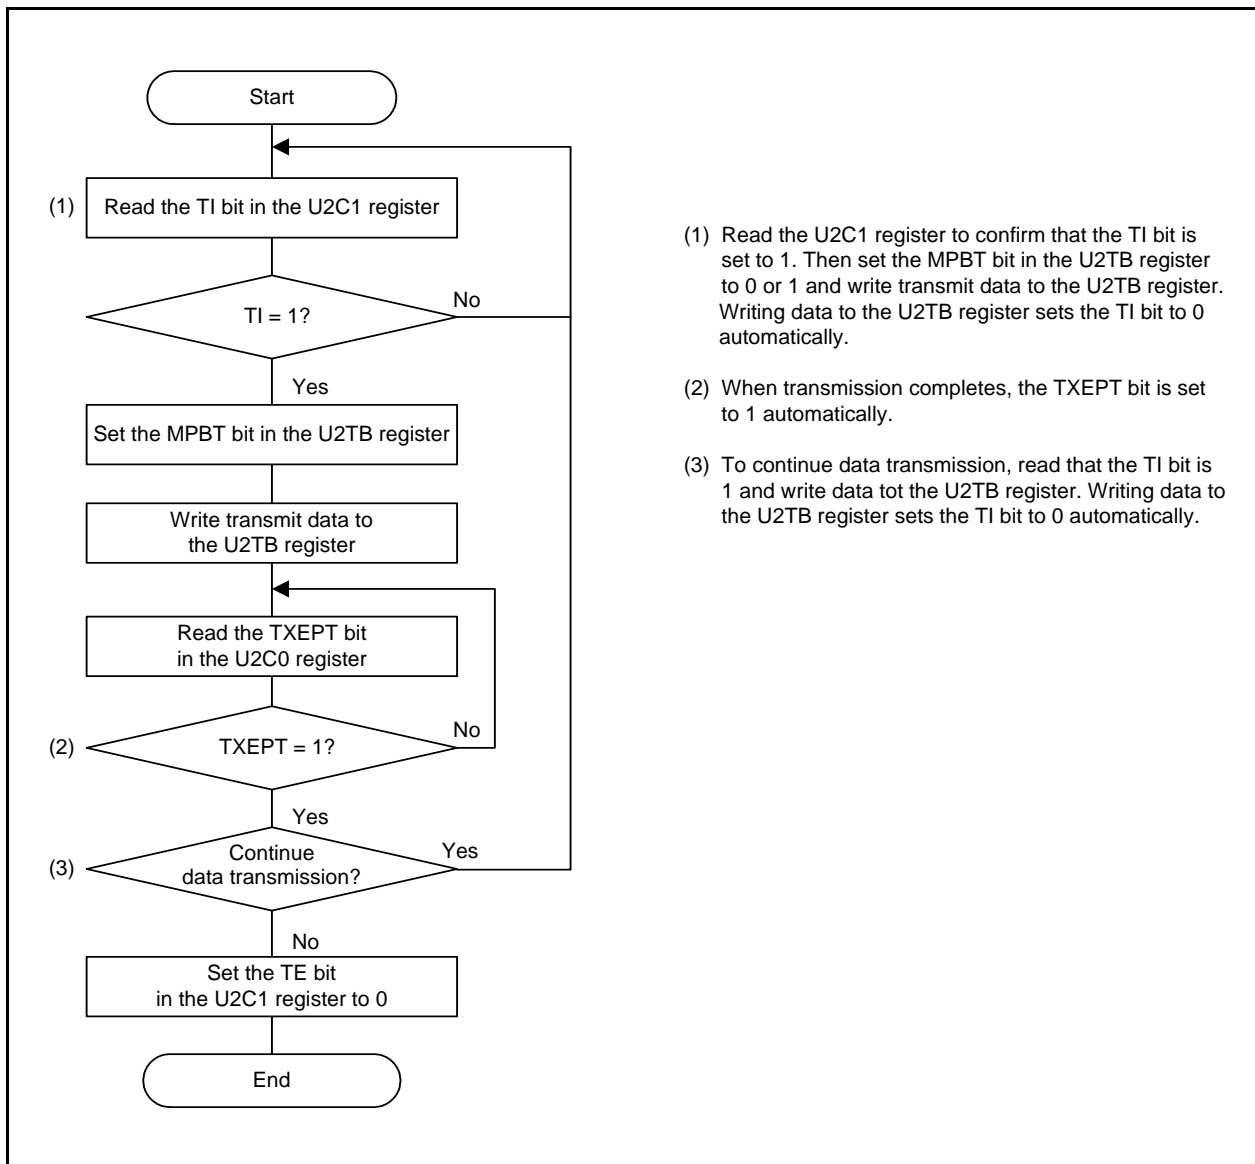 Start
(1)
Read the TI bit in the U2C1 register
TI = 1?
No
Yes
Set the MPBT bit in the U2TB register
Write transmit data to
the U2TB register
Read the TXEPT bit
in the U2C0 register
(2)
TXEPT = 1?
No
Yes
(3)
Continue
data transmission?
Yes
No
Set the TE bit
in the U2C1 register to 0
End
(1) Read the U2C1 register to confirm that the TI bit is
set to 1. Then set the MPBT bit in the U2TB register
to 0 or 1 and write transmit data to the U2TB register.
Writing data to the U2TB register sets the TI bit to 0
automatically.
(2) When transmission completes, the TXEPT bit is set
to 1 automatically.
(3) To continue data transmission, read that the TI bit is
1 and write data tot the U2TB register. Writing data to
the U2TB register sets the TI bit to 0 automatically.